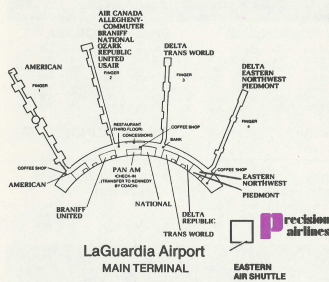 AIR CANADA
ALLEGHENY-
COMMUTER
BRANIFF
NATIONAL
OZARK
REPUBLIC
UNITED
USAIR
DELTA
TRANS WORLD
DELTA
EASTERN
NORTHWEST
PIEDMONT
AMERICAN
FINGER
1
FINGER
2
FINGER
3
FINGER
4
RESTAURANT
(THIRD FLOOR)
CONCESSIONS
COFFEE SHOP
BANK
COFFEE SHOP
COFFEE SHOP
AMERICAN
PAN AM
(CHECK-IN
(TRANSFER TO KENNEDY
BY COACH)
EASTERN
NORTHWEST
PIEDMONT
BRANIFF
UNITED
NATIONAL
DELTA
REPUBLIC
TRANS WORLD
Precision
airlines
LaGuardia Airport
MAIN TERMINAL
EASTERN
AIR SHUTTLE